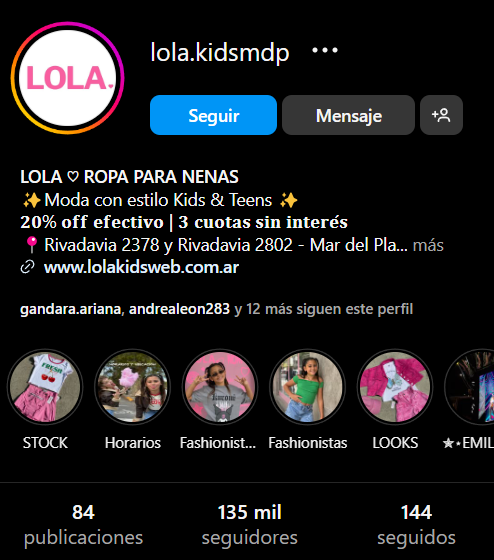 LOLA.
lola.kidsmdp
Seguir
Mensaje
LOLA ♡ ROPA PARA NENAS
✨Moda con estilo Kids & Teens ✨
20% off efectivo | 3 cuotas sin interés
📍Rivadavia 2378 y Rivadavia 2802 - Mar del Pla... más
www.lolakidsweb.com.ar
gandara.ariana, andrealeon283 y 12 más siguen este perfil
FRESH
STOCK
Horarios
Fashionist...
Fashionistas
LOOKS
★⋆EMIL
84
publicaciones
135 mil
seguidores
144
seguidos